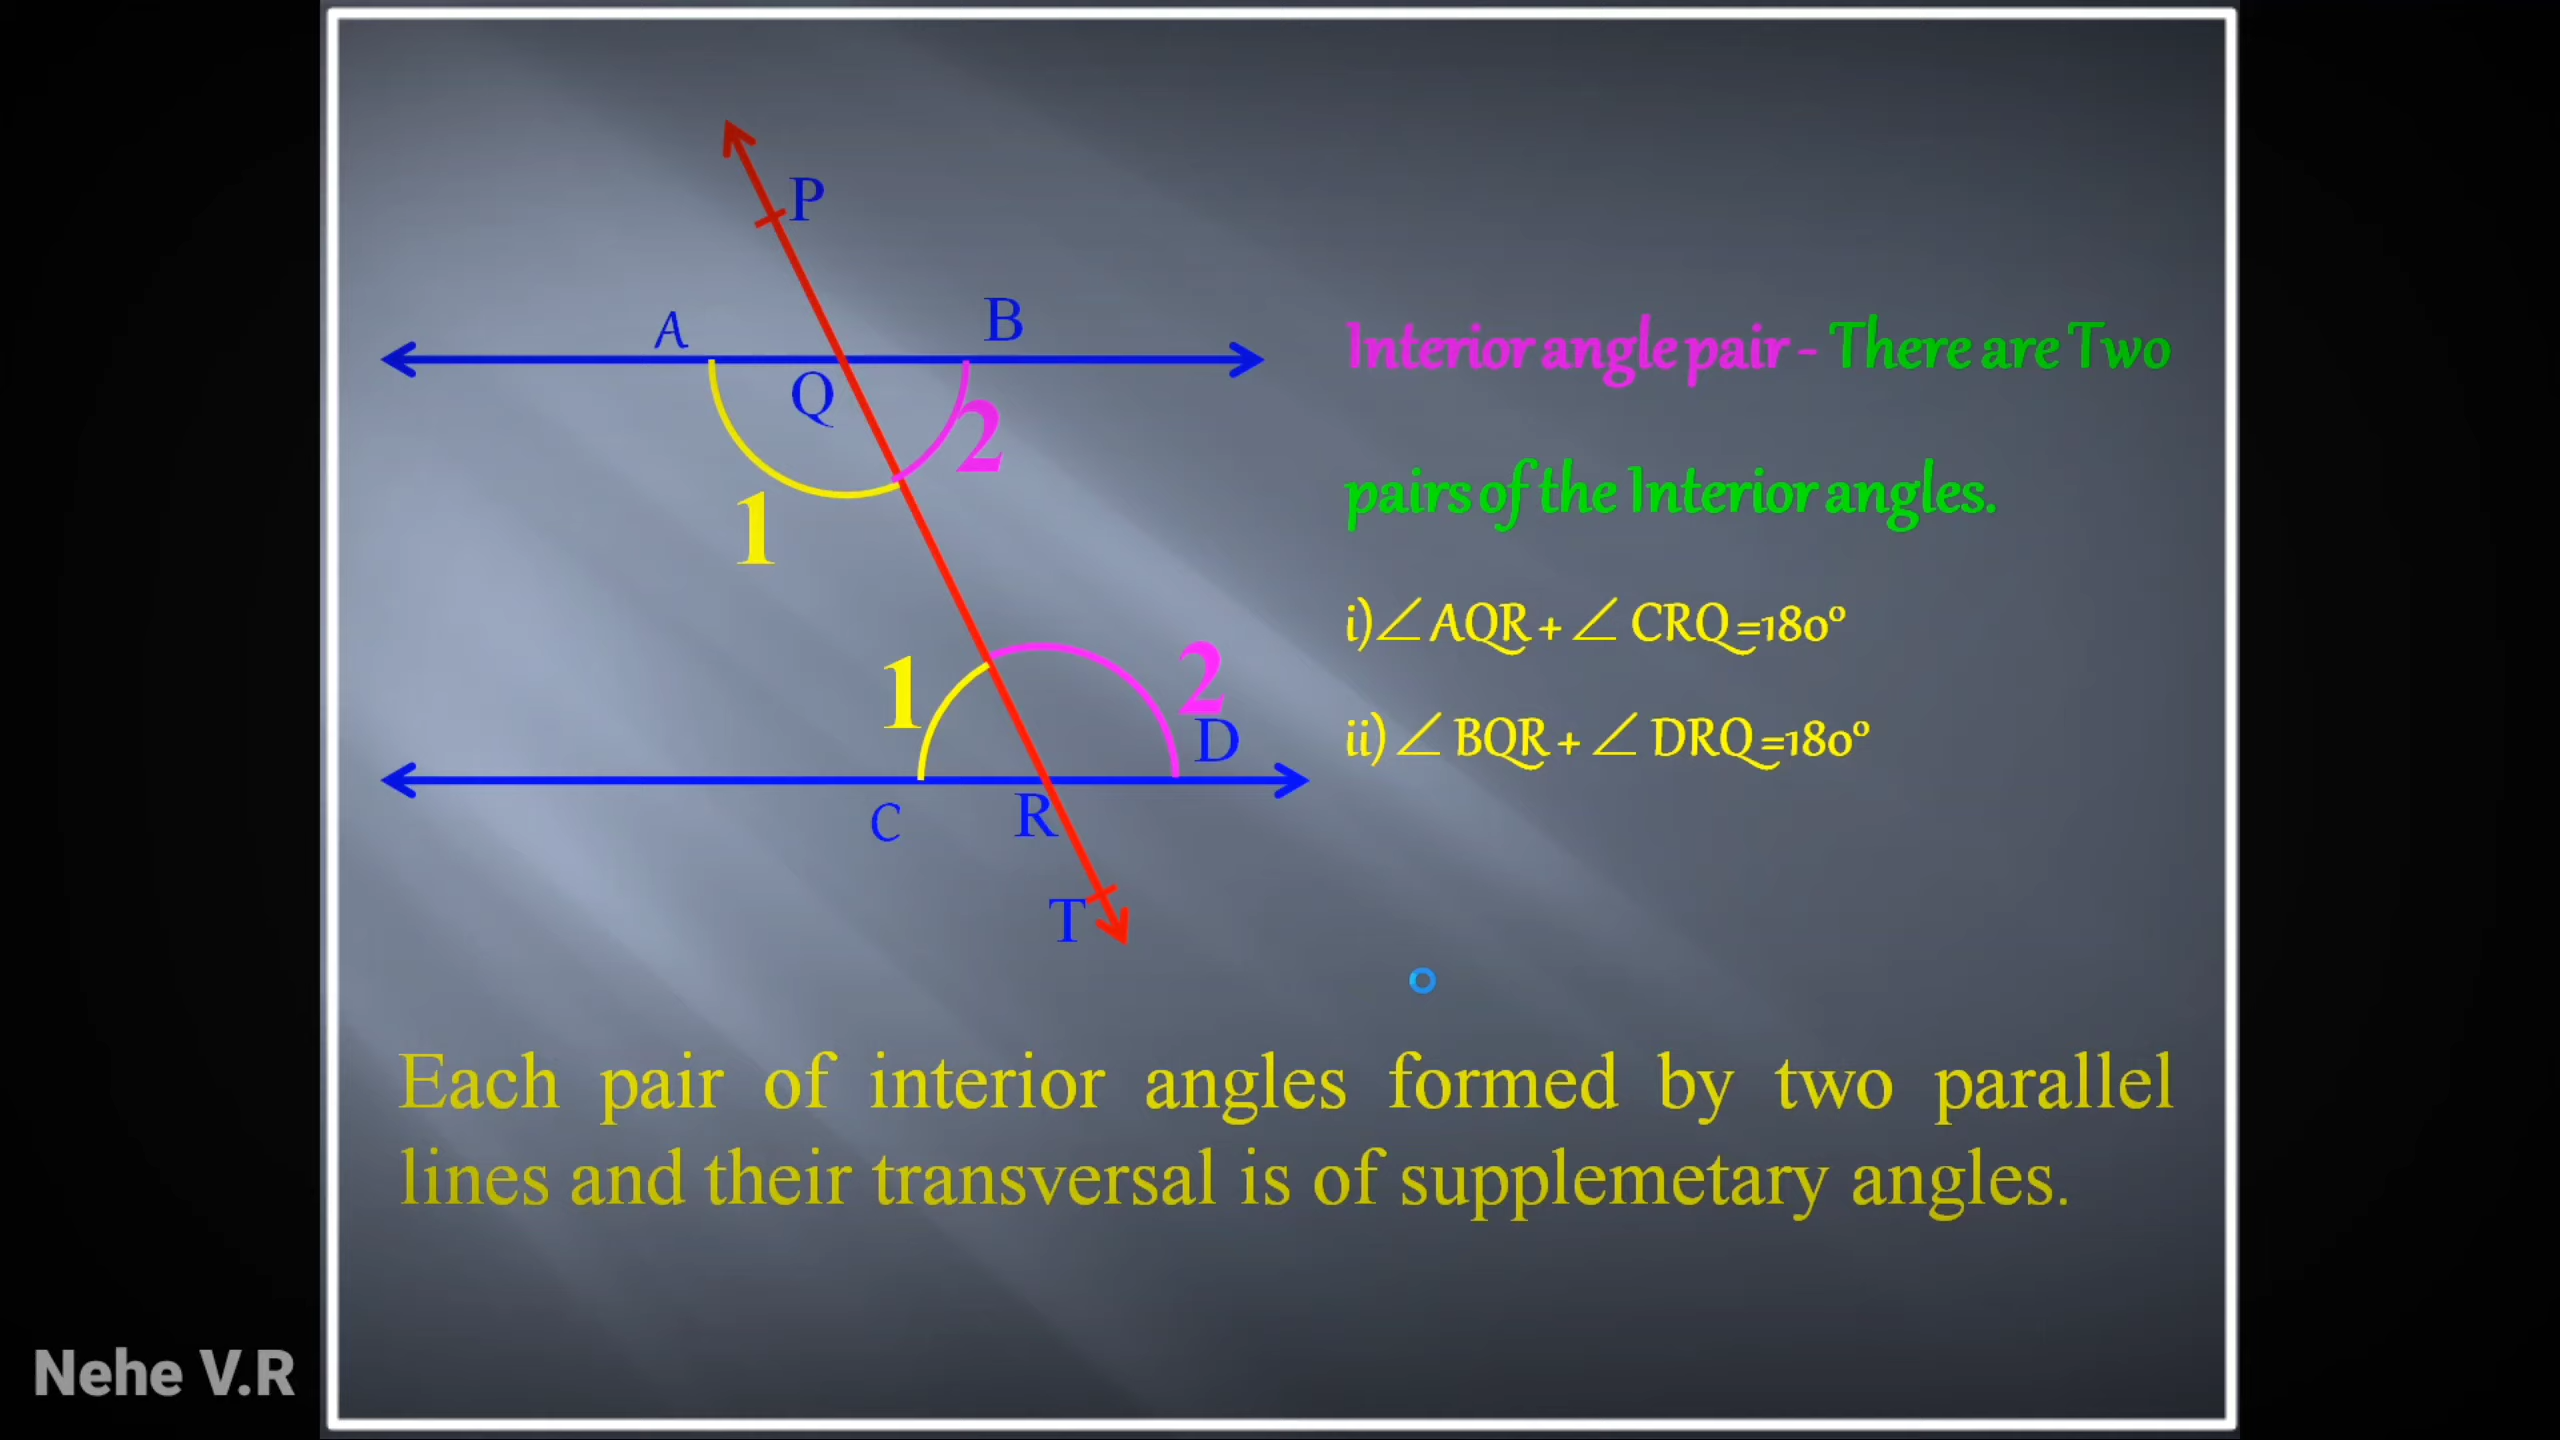 P
A
B
Q
2
1
Interior angle pair - There are Two
pairs of the Interior angles.
i)∠AQR + ∠ CRQ =180°
ii) ∠ BQR + ∠ DRQ =180°
1
2
D
C
R
T
Each pair of interior angles formed by two parallel
lines and their transversal is of supplemetary angles.
Nehe V.R